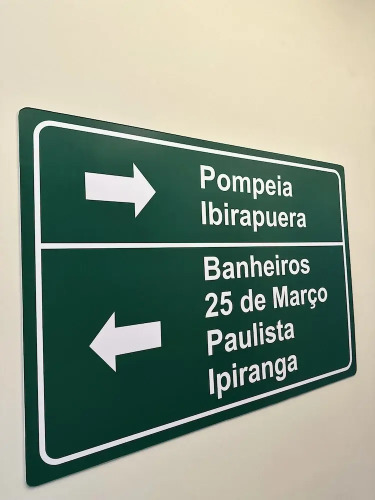 Pompeia
Ibirapuera
Banheiros
25 de Março
Paulista
Ipiranga